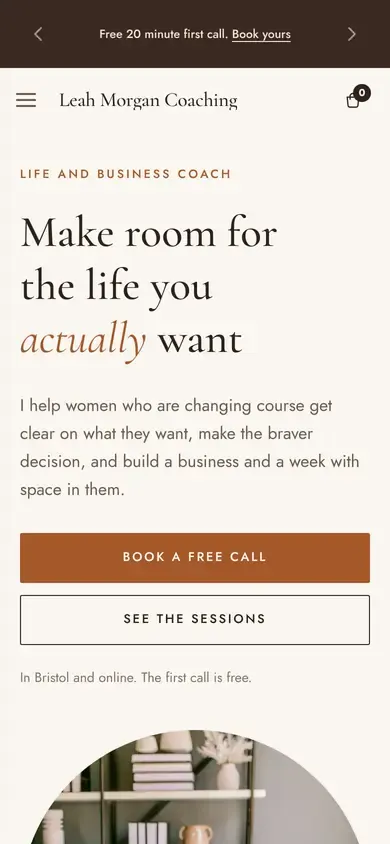 Free 20 minute first call. Book yours
Leah Morgan Coaching
0
LIFE AND BUSINESS COACH
Make room for
the life you
actually want
I help women who are changing course get
clear on what they want, make the braver
decision, and build a business and a week with
space in them.
BOOK A FREE CALL
SEE THE SESSIONS
In Bristol and online. The first call is free.